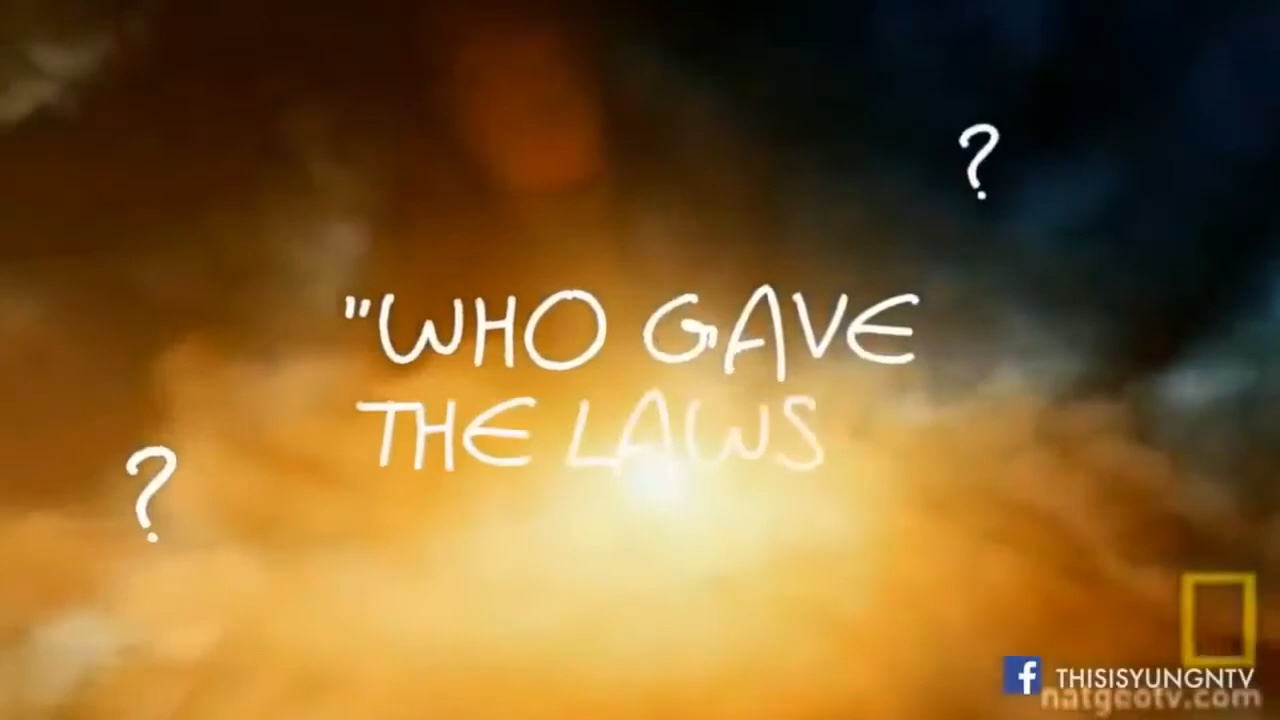 ?
"WHO GAVE
THE LAWS
?
f THISISYUNGNTV
natgeotv.com